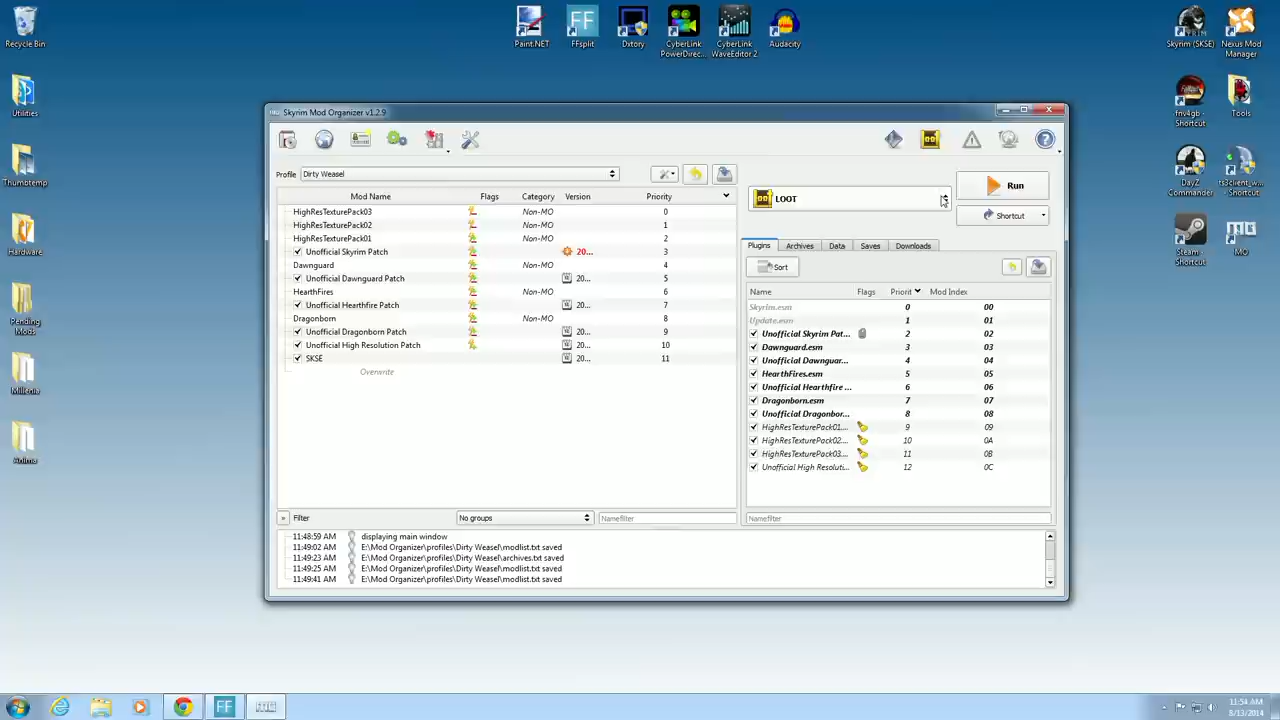 Recycle Bin
Utilities
Thumbtemp
Hardware
Pending
Mods
Millenia
Anima
Paint.NET
FFsplit
Dxtory
CyberLink
PowerDirec...
CyberLink
WaveEditor 2
Audacity
Skyrim (SKSE)
Nexus Mod
Manager
fnv4gb -
Shortcut
Tools
DayZ
Commander
ts3client_w...
- Shortcut
Steam -
Shortcut
MO
Skyrim Mod Organizer v1.2.9
Profile Dirty Weasel
Mod Name Flags Category Version Priority
HighResTexturePack03 Non-MO 0
HighResTexturePack02 Non-MO 1
HighResTexturePack01 Non-MO 2
Unofficial Skyrim Patch 20... 3
Dawnguard Non-MO 4
Unofficial Dawnguard Patch 20... 5
HearthFires Non-MO 6
Unofficial Hearthfire Patch 20... 7
Dragonborn Non-MO 8
Unofficial Dragonborn Patch 20... 9
Unofficial High Resolution Patch 20... 10
SKSE 20... 11
Overwrite
» Filter No groups Namefilter
LOOT
Run
Shortcut
Plugins Archives Data Saves Downloads
Sort
Name Flags Priorit Mod Index
Skyrim.esm 0 00
Update.esm 1 01
Unofficial Skyrim Pat... 2 02
Dawnguard.esm 3 03
Unofficial Dawnguar... 4 04
HearthFires.esm 5 05
Unofficial Hearthfire ... 6 06
Dragonborn.esm 7 07
Unofficial Dragonbor... 8 08
HighResTexturePack01.... 9 09
HighResTexturePack02.... 10 0A
HighResTexturePack03.... 11 0B
Unofficial High Resoluti... 12 0C
Namefilter
11:48:59 AM displaying main window
11:49:02 AM E:\Mod Organizer\profiles\Dirty Weasel\modlist.txt saved
11:49:23 AM E:\Mod Organizer\profiles\Dirty Weasel\archives.txt saved
11:49:25 AM E:\Mod Organizer\profiles\Dirty Weasel\modlist.txt saved
11:49:41 AM E:\Mod Organizer\profiles\Dirty Weasel\modlist.txt saved
FF
MO
11:54 AM
8/13/2014